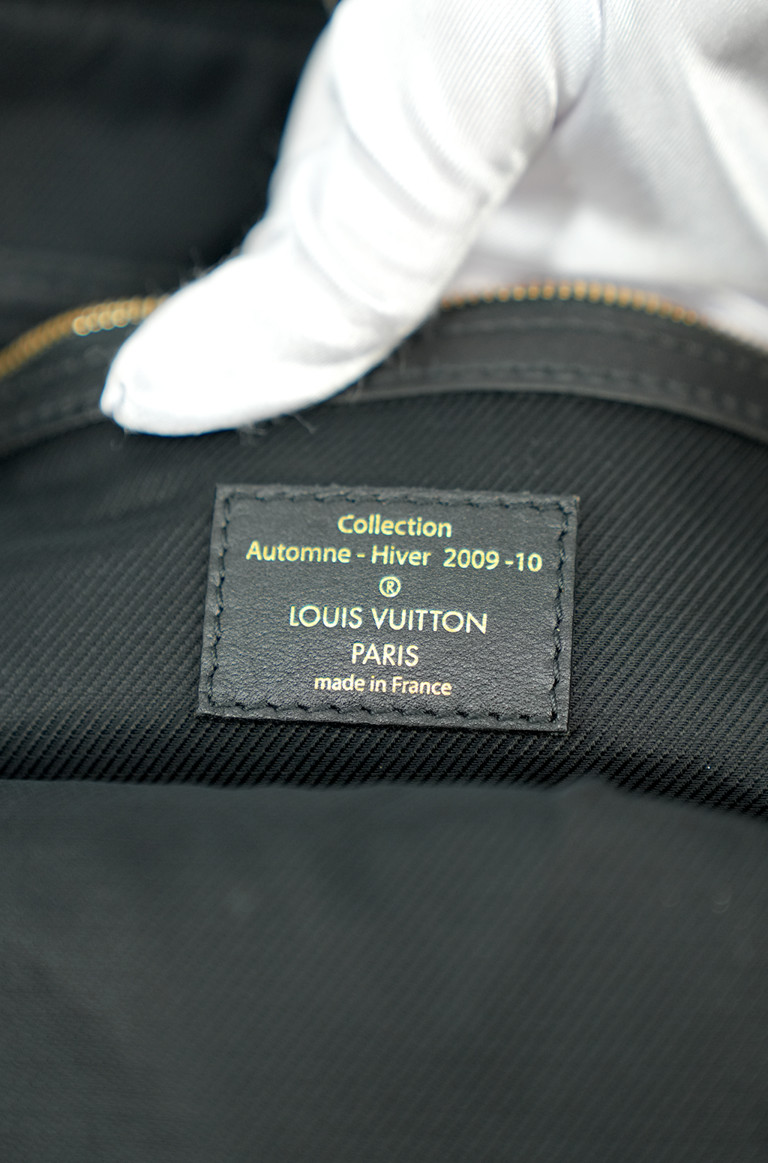 Collection
Automne - Hiver 2009-10
®
LOUIS VUITTON
PARIS
made in France